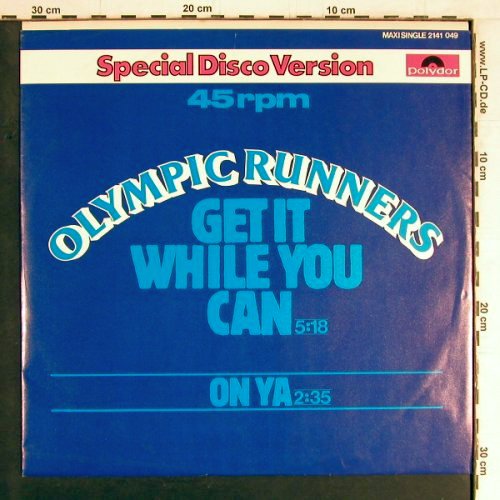 30 cm
20 cm
10 cm
MAXI SINGLE 2141 049
Special Disco Version
polydor
45 rpm
OLYMPIC RUNNERS
GET IT
WHILE YOU
CAN 5:18
ON YA 2:35
www.LP-CD.de
10 cm
20 cm
30 cm